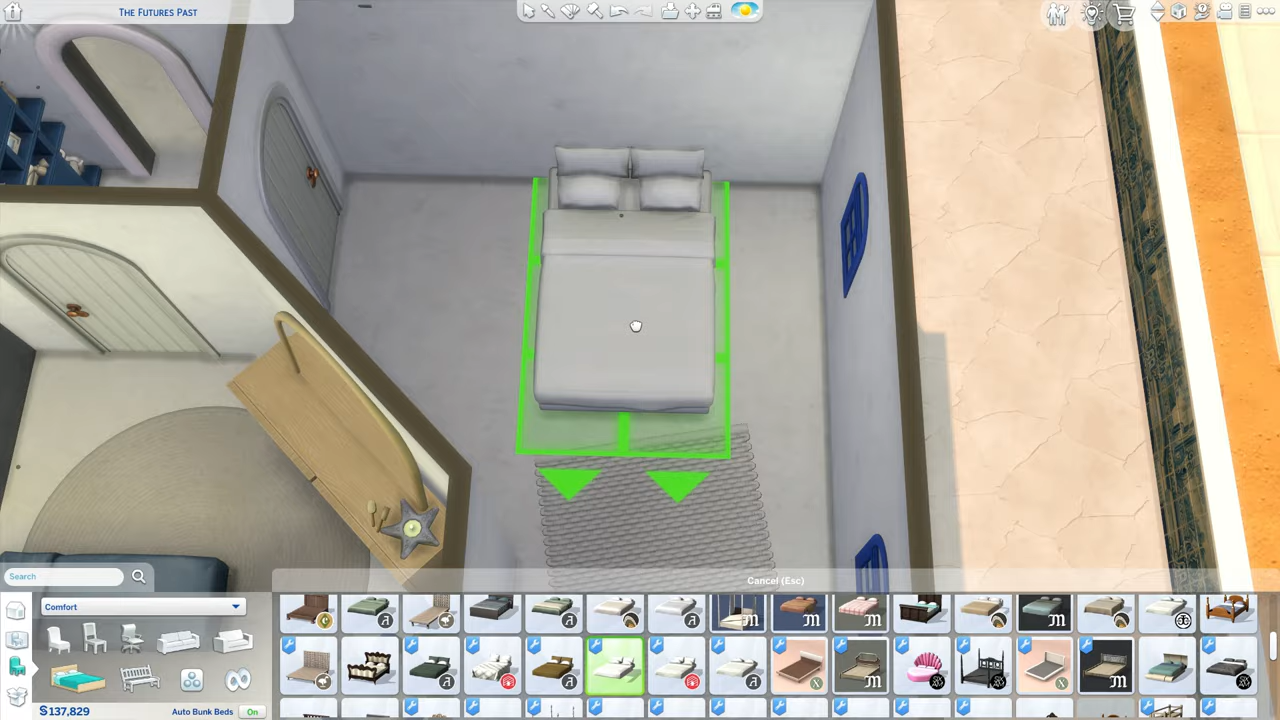 The Futures Past
Cancel (Esc)
Search
Comfort
§137,829
Auto Bunk Beds
On